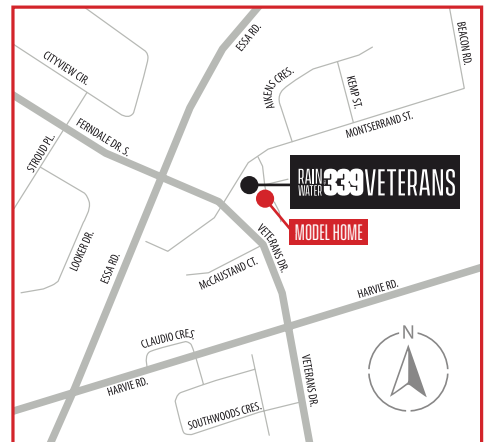 BEACON RD.
ESSA RD.
CITYVIEW CIR.
AIKENS CRES.
KEMP ST.
MONTSERRAND ST.
FERNDALE DR. S.
STROUD PL.
RAIN
WATER
339 VETERANS
MODEL HOME
LOOKER DR.
ESSA RD.
VETERANS DR.
McCAUSTAND CT.
HARVIE RD.
CLAUDIO CRES
N
HARVIE RD.
VETERANS DR.
SOUTHWOODS CRES.